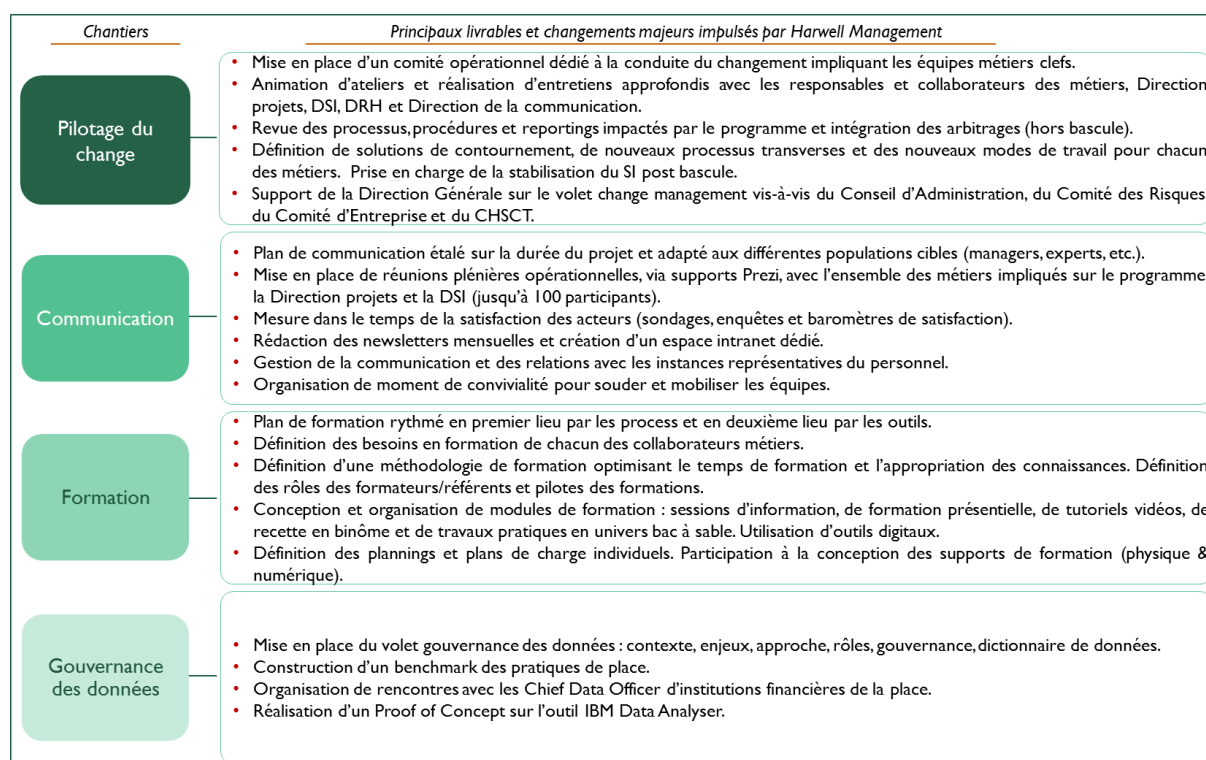 Chantiers
Principaux livrables et changements majeurs impulsés par Harwell Management
Pilotage du
change
• Mise en place d'un comité opérationnel dédié à la conduite du changement impliquant les équipes métiers clefs.
• Animation d'ateliers et réalisation d'entretiens approfondis avec les responsables et collaborateurs des métiers, Direction
projets, DSI, DRH et Direction de la communication.
• Revue des processus, procédures et reportings impactés par le programme et intégration des arbitrages (hors bascule).
• Définition de solutions de contournement, de nouveaux processus transverses et des nouveaux modes de travail pour chacun
des métiers. Prise en charge de la stabilisation du SI post bascule.
• Support de la Direction Générale sur le volet change management vis-à-vis du Conseil d'Administration, du Comité des Risques
du Comité d'Entreprise et du CHSCT.
Communication
• Plan de communication étalé sur la durée du projet et adapté aux différentes populations cibles (managers, experts, etc.).
• Mise en place de réunions plénières opérationnelles, via supports Prezi, avec l'ensemble des métiers impliqués sur le programme
la Direction projets et la DSI (jusqu'à 100 participants).
• Mesure dans le temps de la satisfaction des acteurs (sondages, enquêtes et baromètres de satisfaction).
• Rédaction des newsletters mensuelles et création d'un espace intranet dédié.
• Gestion de la communication et des relations avec les instances représentatives du personnel.
• Organisation de moment de convivialité pour souder et mobiliser les équipes.
Formation
• Plan de formation rythmé en premier lieu par les process et en deuxième lieu par les outils.
• Définition des besoins en formation de chacun des collaborateurs métiers.
• Définition d'une méthodologie de formation optimisant le temps de formation et l'appropriation des connaissances. Définition
des rôles des formateurs/référents et pilotes des formations.
• Conception et organisation de modules de formation : sessions d'information, de formation présentielle, de tutoriels vidéos, de
recette en binôme et de travaux pratiques en univers bac à sable. Utilisation d'outils digitaux.
• Définition des plannings et plans de charge individuels. Participation à la conception des supports de formation (physique &
numérique).
Gouvernance
des données
• Mise en place du volet gouvernance des données : contexte, enjeux, approche, rôles, gouvernance, dictionnaire de données.
• Construction d'un benchmark des pratiques de place.
• Organisation de rencontres avec les Chief Data Officer d'institutions financières de la place.
• Réalisation d'un Proof of Concept sur l'outil IBM Data Analyser.